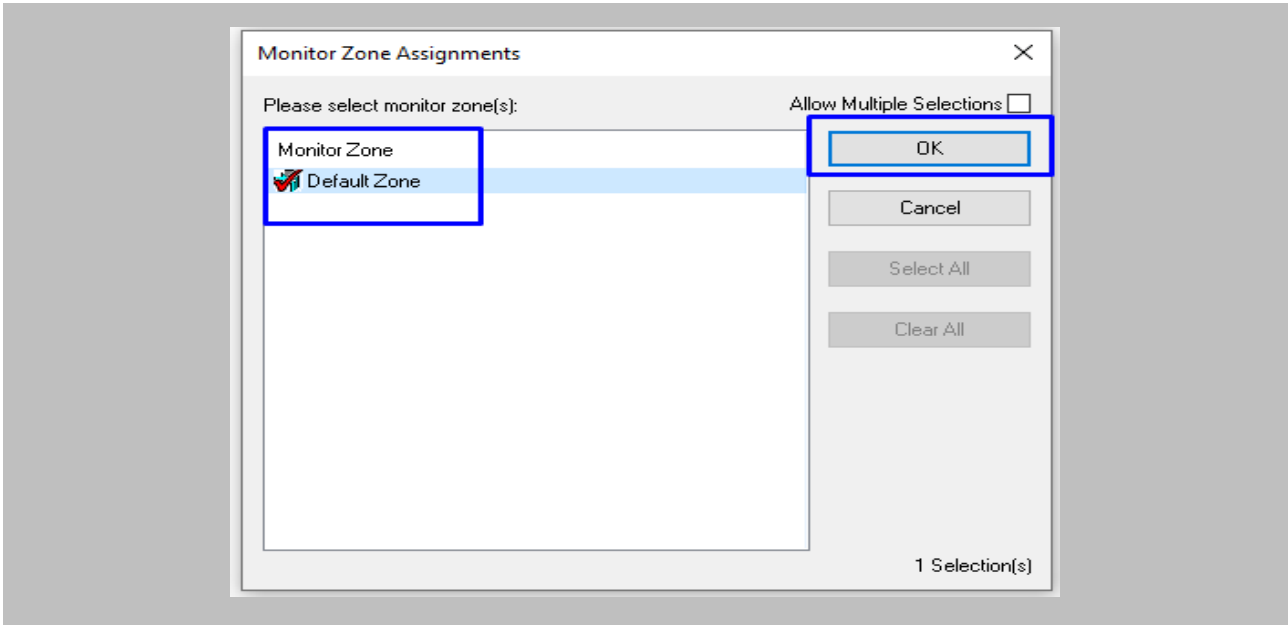 Monitor Zone Assignments
Please select monitor zone(s):
Allow Multiple Selections
Monitor Zone
Default Zone
OK
Cancel
Select All
Clear All
1 Selection(s)